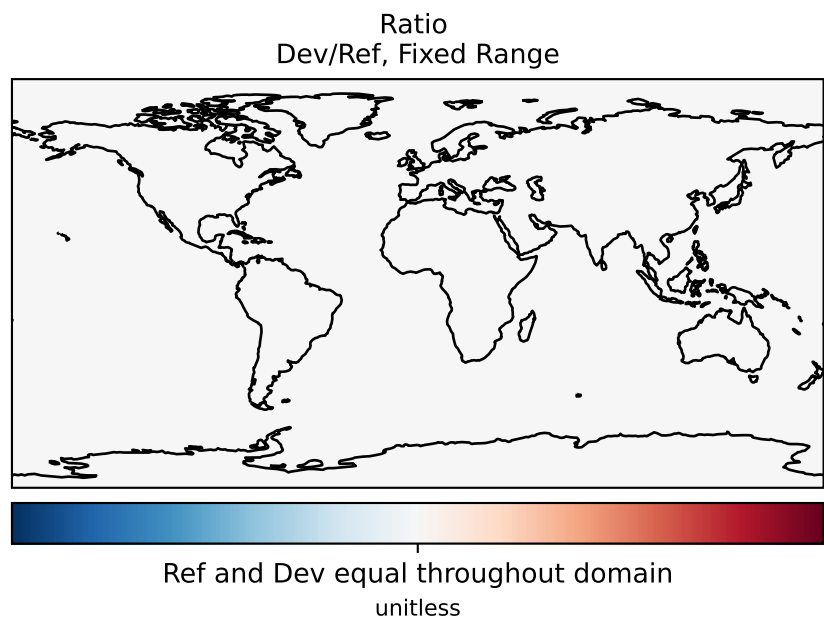 Ratio
Dev/Ref, Fixed Range
Ref and Dev equal throughout domain
unitless